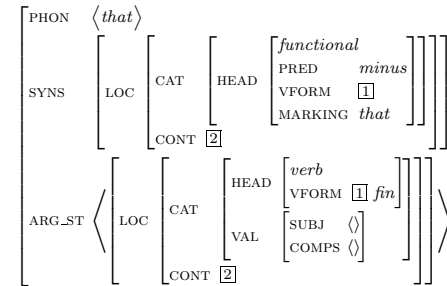 PHON ⟨that⟩
functional
PRED minus
SYNS LOC CAT HEAD VFORM 1
MARKING that
CONT 2
verb
HEAD VFORM 1 fin
ARG_ST ⟨ LOC CAT
VAL SUBJ ⟨⟩
COMPS ⟨⟩
CONT 2 ⟩